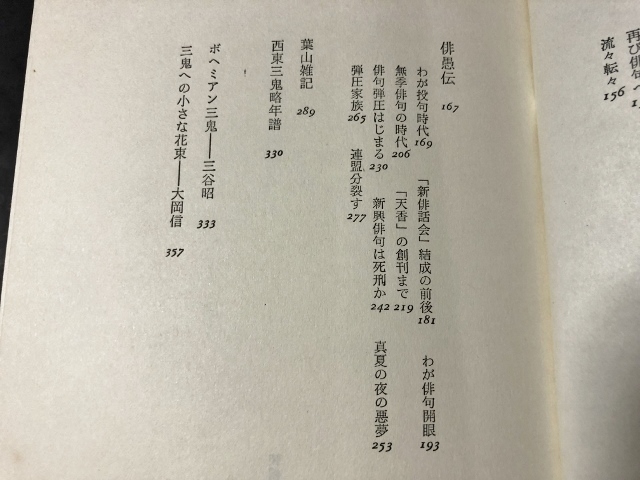 再び俳句へ
流々転々 156
俳愚伝 167
わが投句時代 169 「新俳話会」結成の前後 181 わが俳句開眼 193
無季俳句の時代 206 「天香」の創刊まで 219
俳句弾圧はじまる 230 新興俳句は死刑か 242 真夏の夜の悪夢 253
弾圧家族 265 連盟分裂す 277
葉山雑記 289
西東三鬼略年譜 330
ボヘミアン三鬼――三谷昭 333
三鬼への小さな花束――大岡信 357